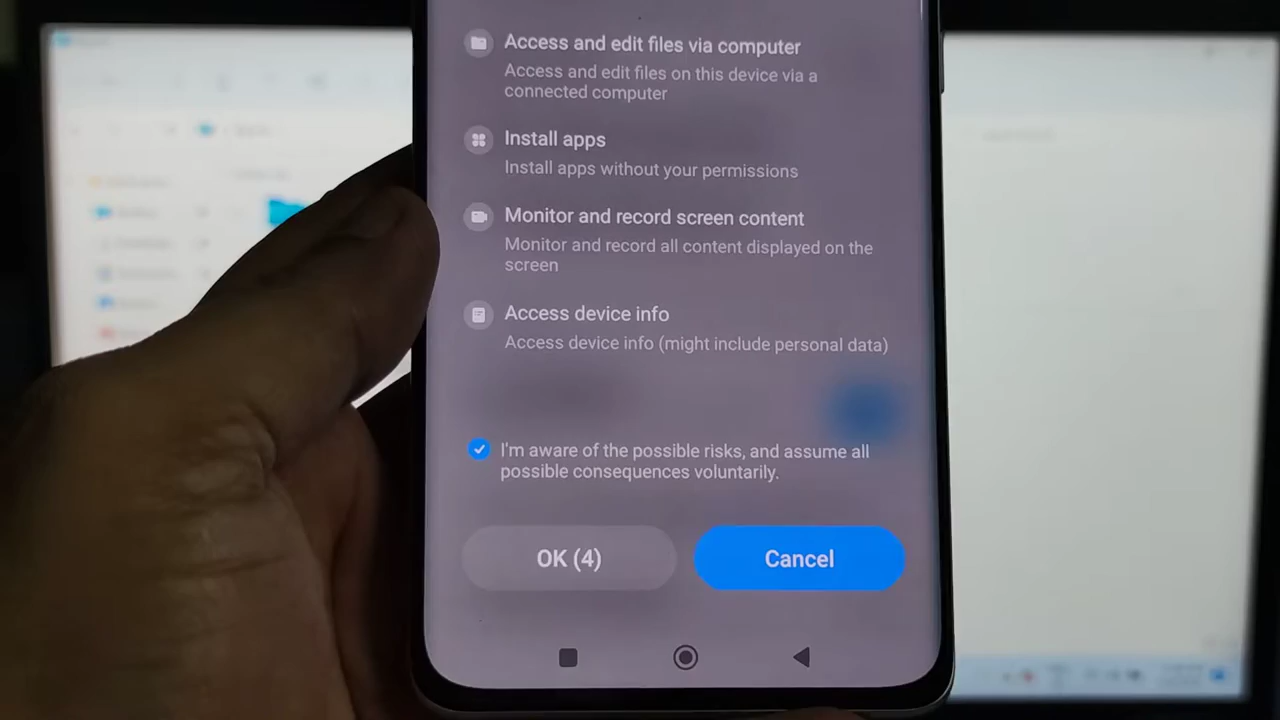 Access and edit files via computer
Access and edit files on this device via a
connected computer
Install apps
Install apps without your permissions
Monitor and record screen content
Monitor and record all content displayed on the
screen
Access device info
Access device info (might include personal data)
I'm aware of the possible risks, and assume all
possible consequences voluntarily.
OK (4)
Cancel